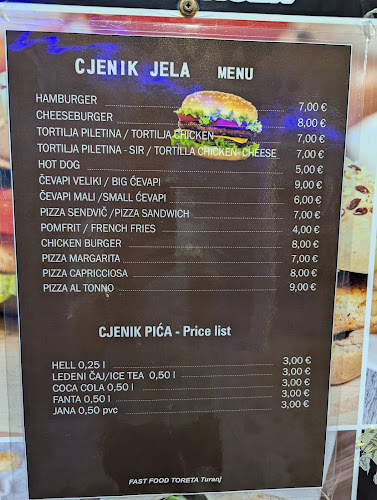 CJENIK JELA MENU
HAMBURGER 7,00 €
CHEESEBURGER 8,00 €
TORTILJA PILETINA / TORTILJA CHICKEN 7,00 €
TORTILJA PILETINA - SIR / TORTILLA CHICKEN- CHEESE 7,00 €
HOT DOG 5,00 €
ČEVAPI VELIKI / BIG ĆEVAPI 9,00 €
ČEVAPI MALI /SMALL ĆEVAPI 6,00 €
PIZZA SENDVIČ /PIZZA SANDWICH 7,00 €
POMFRIT / FRENCH FRIES 4,00 €
CHICKEN BURGER 8,00 €
PIZZA MARGARITA 7,00 €
PIZZA CAPRICCIOSA 8,00 €
PIZZA AL TONNO 9,00 €
CJENIK PIĆA - Price list
HELL 0,25 l 3,00 €
LEDENI ČAJ/ICE TEA 0,50 l 3,00 €
COCA COLA 0,50 l 3,00 €
FANTA 0,50 l 3,00 €
JANA 0,50 pvc 3,00 €
FAST FOOD TORETA Turanj